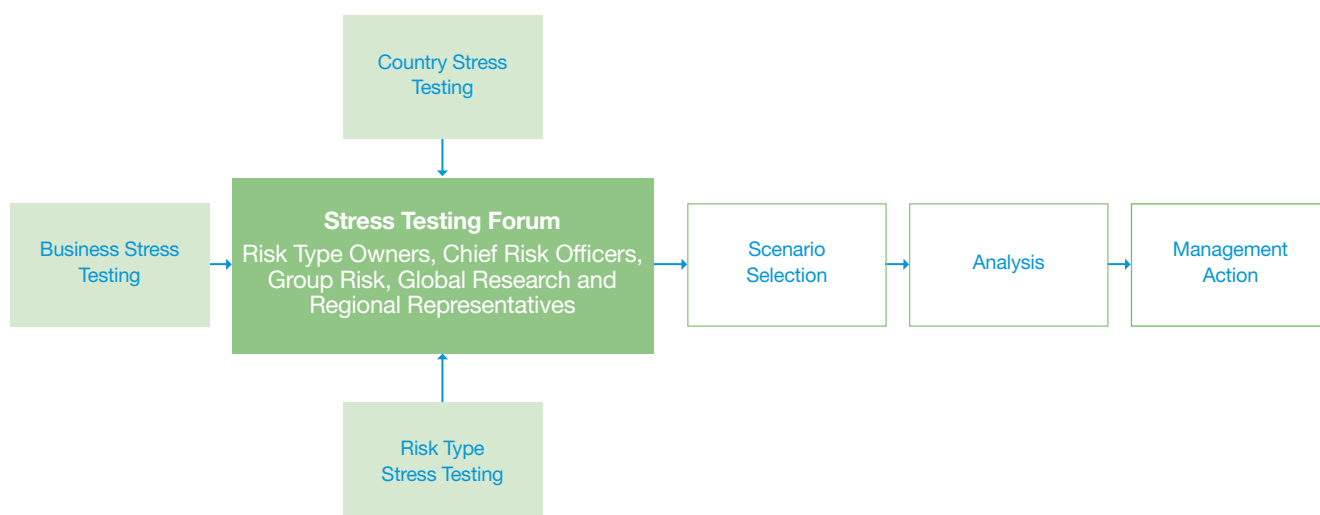 Country Stress
Testing
Business Stress
Testing
Stress Testing Forum
Risk Type Owners, Chief Risk Officers,
Group Risk, Global Research and
Regional Representatives
Scenario
Selection
Analysis
Management
Action
Risk Type
Stress Testing